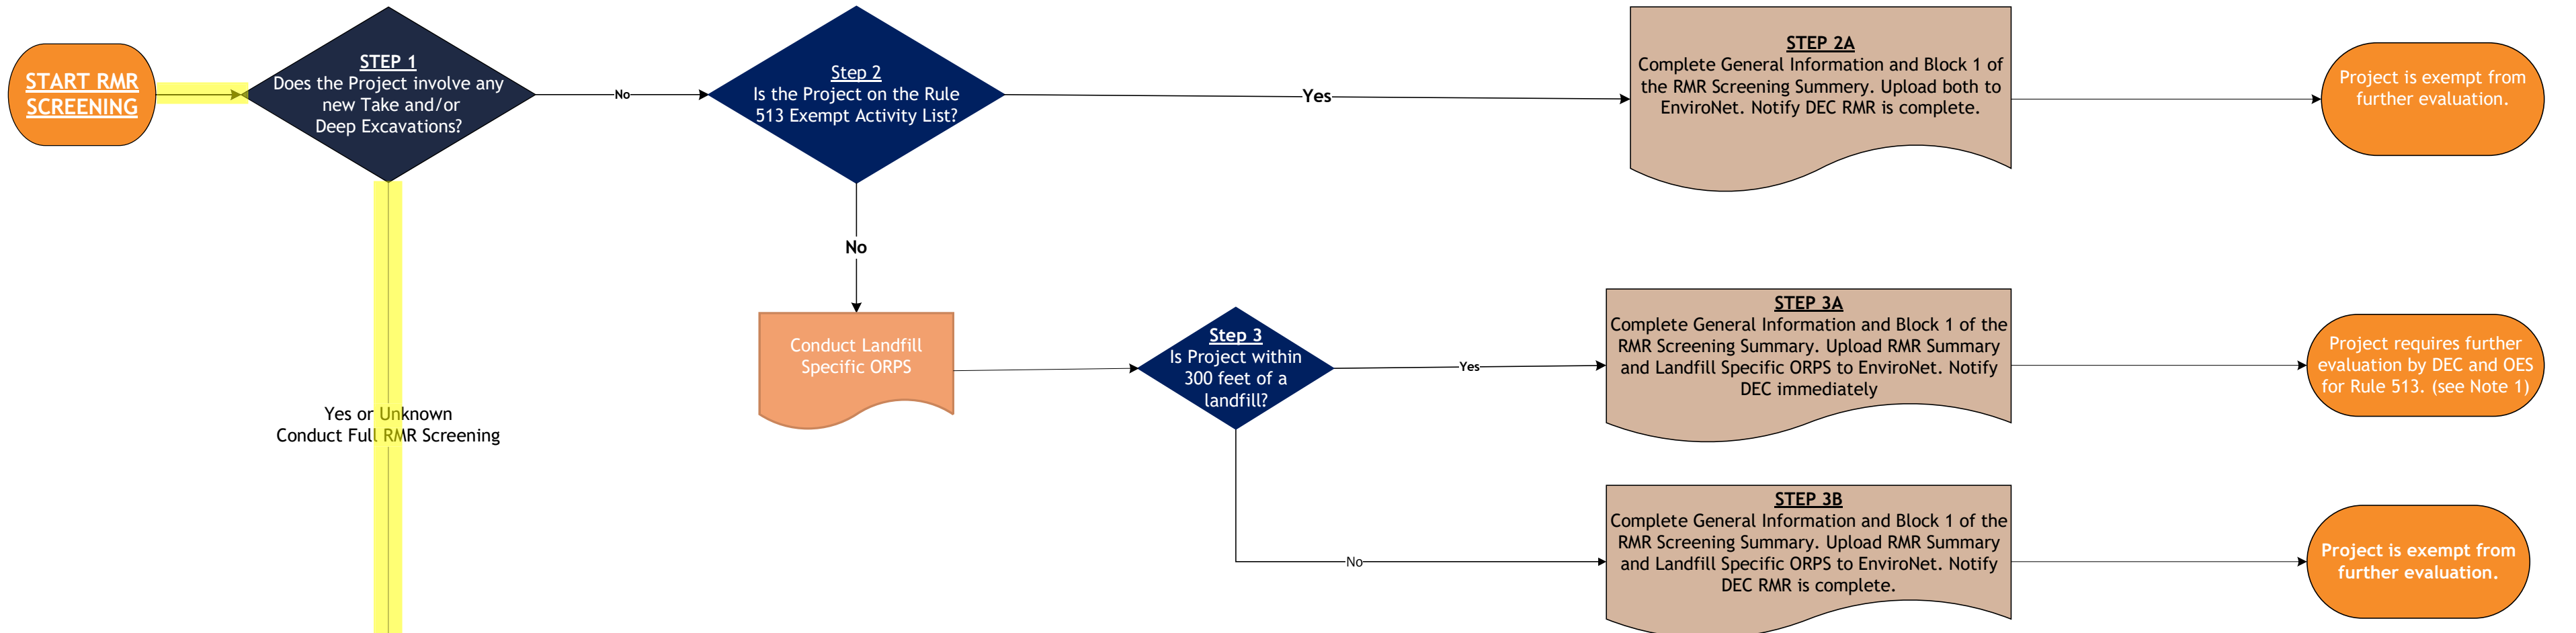 START RMR
SCREENING
STEP 1
Does the Project involve any
new Take and/or
Deep Excavations?
No
Step 2
Is the Project on the Rule
513 Exempt Activity List?
Yes
STEP 2A
Complete General Information and Block 1 of
the RMR Screening Summery. Upload both to
EnviroNet. Notify DEC RMR is complete.
Project is exempt from
further evaluation.
No
Yes or Unknown
Conduct Full RMR Screening
Conduct Landfill
Specific ORPS
Step 3
Is Project within
300 feet of a
landfill?
Yes
STEP 3A
Complete General Information and Block 1 of the
RMR Screening Summary. Upload RMR Summary
and Landfill Specific ORPS to EnviroNet. Notify
DEC immediately
Project requires further
evaluation by DEC and OES
for Rule 513. (see Note 1)
No
STEP 3B
Complete General Information and Block 1 of the
RMR Screening Summary. Upload RMR Summary
and Landfill Specific ORPS to EnviroNet. Notify
DEC RMR is complete.
Project is exempt from
further evaluation.